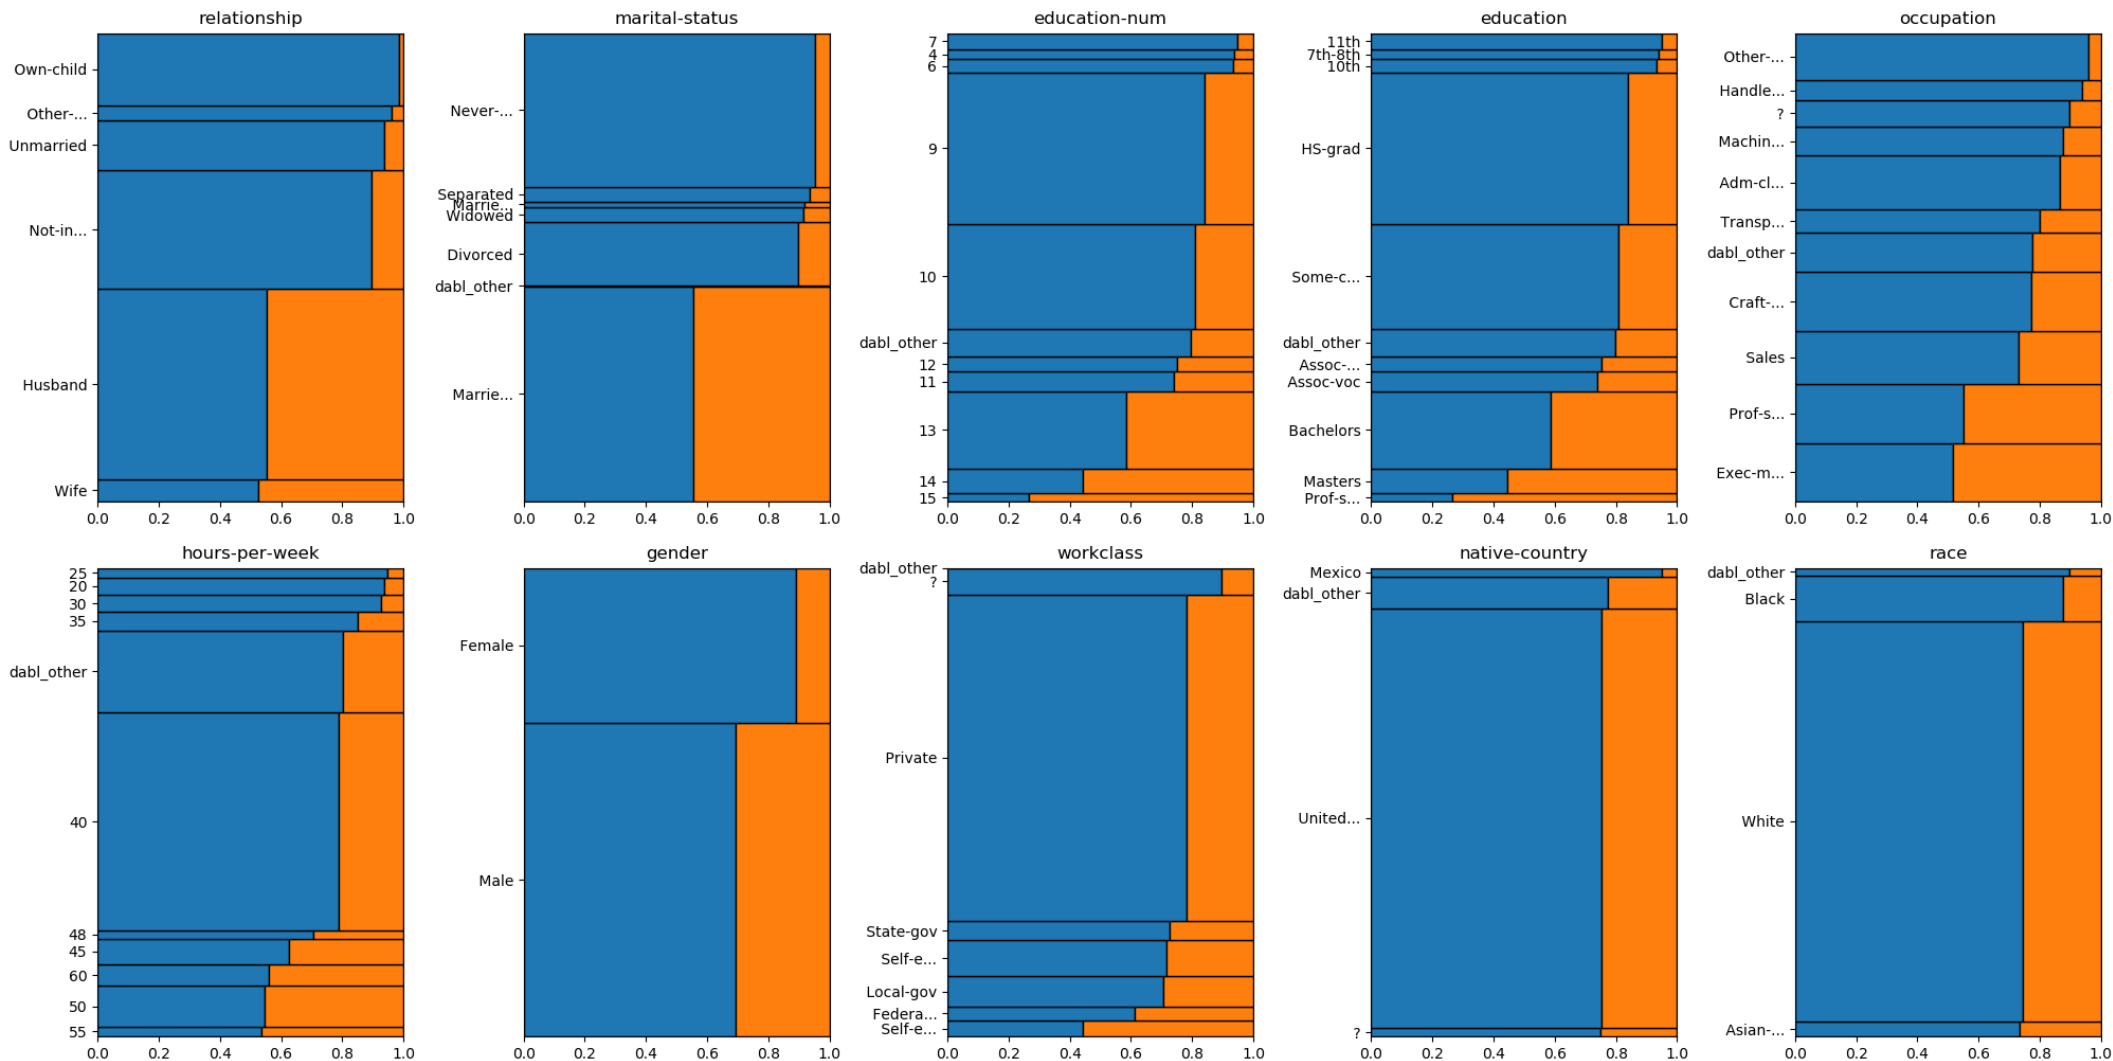 relationship
Own-child
Other-...
Unmarried
Not-in...
Husband
Wife
0.0 0.2 0.4 0.6 0.8 1.0
marital-status
Never-...
Separated
Marrie...
Widowed
Divorced
dabl_other
Marrie...
0.0 0.2 0.4 0.6 0.8 1.0
education-num
7
4
6
9
10
dabl_other
12
11
13
14
15
0.0 0.2 0.4 0.6 0.8 1.0
education
11th
7th-8th
10th
HS-grad
Some-c...
dabl_other
Assoc-...
Assoc-voc
Bachelors
Masters
Prof-s...
0.0 0.2 0.4 0.6 0.8 1.0
occupation
Other-...
Handle...
?
Machin...
Adm-cl...
Transp...
dabl_other
Craft-...
Sales
Prof-s...
Exec-m...
0.0 0.2 0.4 0.6 0.8 1.0
hours-per-week
25
20
30
35
dabl_other
40
48
45
60
50
55
0.0 0.2 0.4 0.6 0.8 1.0
gender
Female
Male
0.0 0.2 0.4 0.6 0.8 1.0
workclass
dabl_other
?
Private
State-gov
Self-e...
Local-gov
Federa...
Self-e...
0.0 0.2 0.4 0.6 0.8 1.0
native-country
Mexico
dabl_other
United...
?
0.0 0.2 0.4 0.6 0.8 1.0
race
dabl_other
Black
White
Asian-...
0.0 0.2 0.4 0.6 0.8 1.0